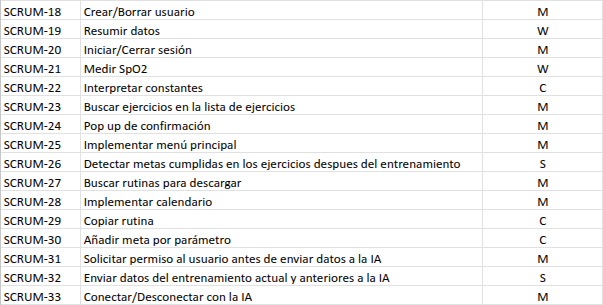 SCRUM-18 Crear/Borrar usuario M
SCRUM-19 Resumir datos W
SCRUM-20 Iniciar/Cerrar sesión M
SCRUM-21 Medir SpO2 W
SCRUM-22 Interpretar constantes C
SCRUM-23 Buscar ejercicios en la lista de ejercicios M
SCRUM-24 Pop up de confirmación M
SCRUM-25 Implementar menú principal M
SCRUM-26 Detectar metas cumplidas en los ejercicios despues del entrenamiento S
SCRUM-27 Buscar rutinas para descargar M
SCRUM-28 Implementar calendario M
SCRUM-29 Copiar rutina C
SCRUM-30 Añadir meta por parámetro C
SCRUM-31 Solicitar permiso al usuario antes de enviar datos a la IA M
SCRUM-32 Enviar datos del entrenamiento actual y anteriores a la IA S
SCRUM-33 Conectar/Desconectar con la IA M